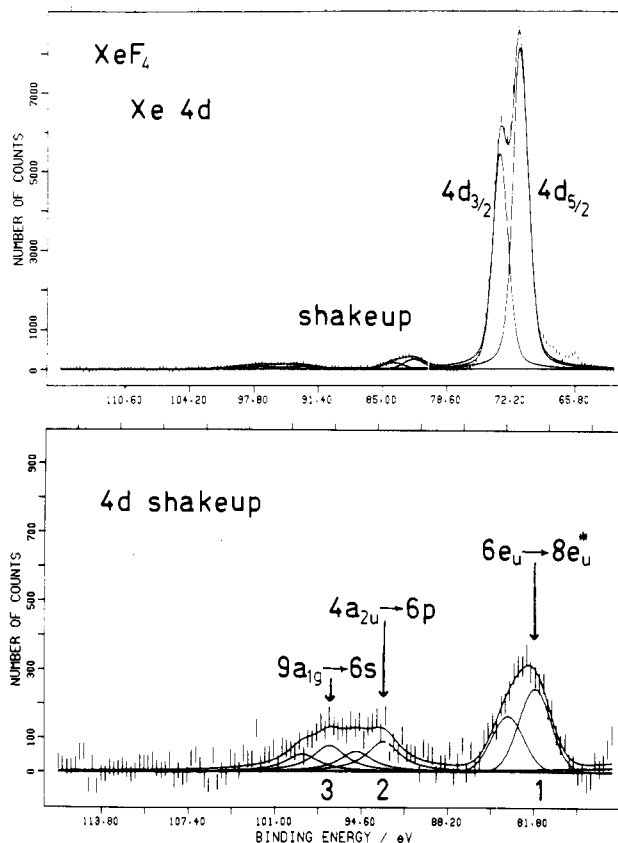 XeF₄
Xe 4d
NUMBER OF COUNTS
7000
5000
3000
1000
0
4d₃/₂
4d₅/₂
shakeup
110.60 104.20 97.80 91.40 85.00 78.60 72.20 65.80
4d shakeup
NUMBER OF COUNTS
900
700
500
300
100
0
6eᵤ→8eᵤ*
4a₂ᵤ→6p
9a₁g→6s
3 2 1
113.80 107.40 101.00 94.60 88.20 81.80
BINDING ENERGY / eV